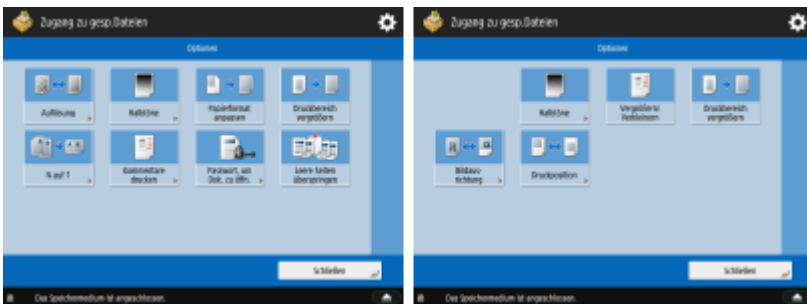 Zugang zu gesp.Dateien
Optionen
Auflösung
Halbtöne
Papierformat
anpassen
Druckbereich
vergrößern
N auf 1
Kommentare
drucken
Passwort, um
Dok. zu öffn.
Leere Seiten
überspringen
Schließen
Das Speichermedium ist angeschlossen.
Zugang zu gesp.Dateien
Optionen
Halbtöne
Vergrößern/
Verkleinern
Druckbereich
vergrößern
Bildaus-
richtung
Druckposition
Schließen
Das Speichermedium ist angeschlossen.